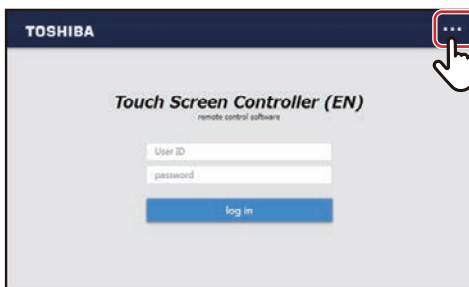 TOSHIBA
...
Touch Screen Controller (EN)
remote control software
User ID
password
log in